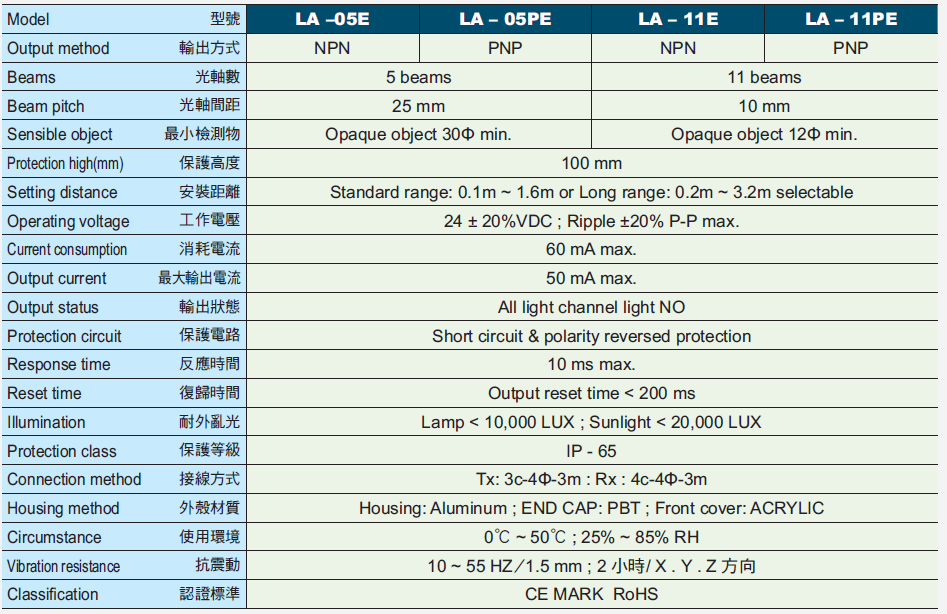 Model 型號 LA –05E LA – 05PE LA – 11E LA – 11PE
Output method 輸出方式 NPN PNP NPN PNP
Beams 光軸數 5 beams 11 beams
Beam pitch 光軸間距 25 mm 10 mm
Sensible object 最小檢測物 Opaque object 30Φ min. Opaque object 12Φ min.
Protection high(mm) 保護高度 100 mm
Setting distance 安裝距離 Standard range: 0.1m ~ 1.6m or Long range: 0.2m ~ 3.2m selectable
Operating voltage 工作電壓 24 ± 20%VDC ; Ripple ±20% P-P max.
Current consumption 消耗電流 60 mA max.
Output current 最大輸出電流 50 mA max.
Output status 輸出狀態 All light channel light NO
Protection circuit 保護電路 Short circuit & polarity reversed protection
Response time 反應時間 10 ms max.
Reset time 復歸時間 Output reset time < 200 ms
Illumination 耐外亂光 Lamp < 10,000 LUX ; Sunlight < 20,000 LUX
Protection class 保護等級 IP - 65
Connection method 接線方式 Tx: 3c-4Φ-3m : Rx : 4c-4Φ-3m
Housing method 外殼材質 Housing: Aluminum ; END CAP: PBT ; Front cover: ACRYLIC
Circumstance 使用環境 0℃ ~ 50℃ ; 25% ~ 85% RH
Vibration resistance 抗震動 10 ~ 55 HZ/1.5 mm ; 2 小時/ X . Y . Z 方向
Classification 認證標準 CE MARK RoHS